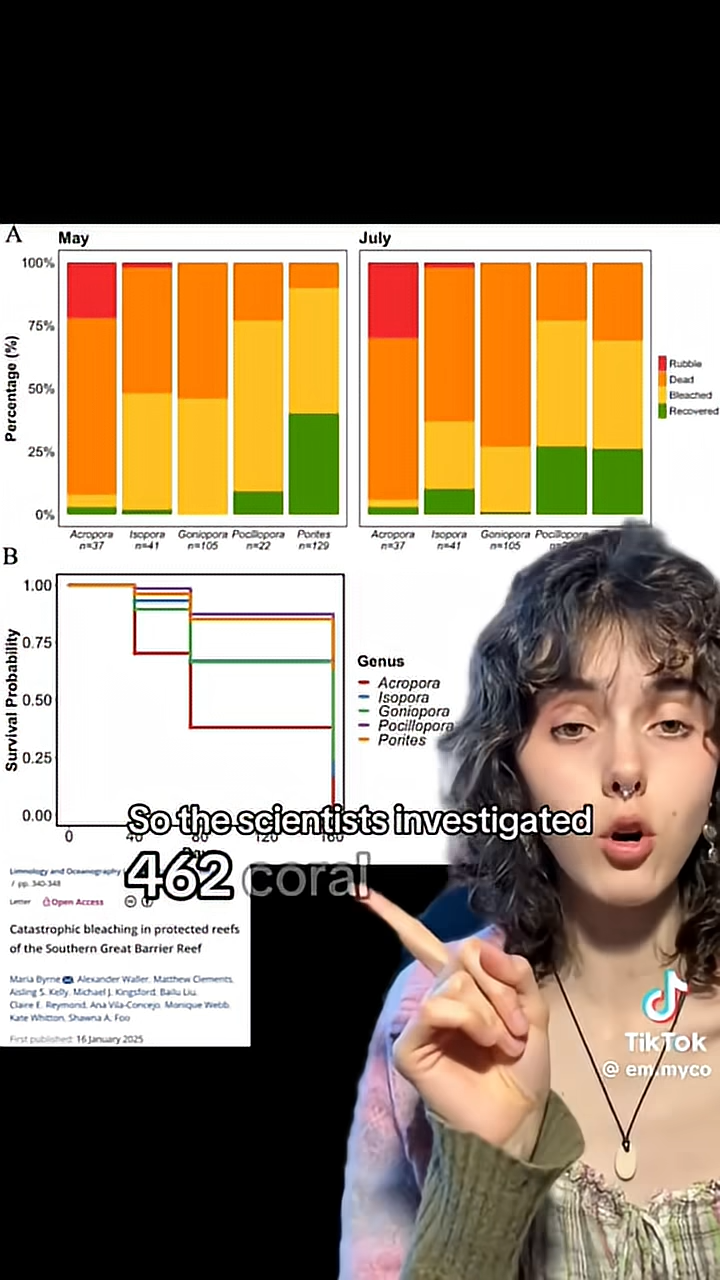 A
May
July
100%
75%
50%
25%
0%
Percentage (%)
Acropora
n=37
Isopora
n=41
Goniopora
n=105
Pocillopora
n=22
Porites
n=129
Acropora
n=37
Isopora
n=41
Goniopora
n=105
Rubble
Dead
Bleached
Recovered
B
1.00
0.75
0.50
0.25
0.00
Survival Probability
0
120
Genus
Acropora
Isopora
Goniopora
Pocillopora
Porites
So the scientists investigated
462 coral
Limnology and Oceanography
/ pp. 340-348
Letter Open Access
Catastrophic bleaching in protected reefs
of the Southern Great Barrier Reef
Maria Byrne, Alexander Waller, Matthew Clements,
Aisling S. Kelly, Michael J. Kingsford, Bailu Liu,
Claire E. Reymond, Ana Vila-Concejo, Monique Webb,
Kate Whitton, Shawna A. Foo
First published: 16 January 2025
TikTok
@ em.myco